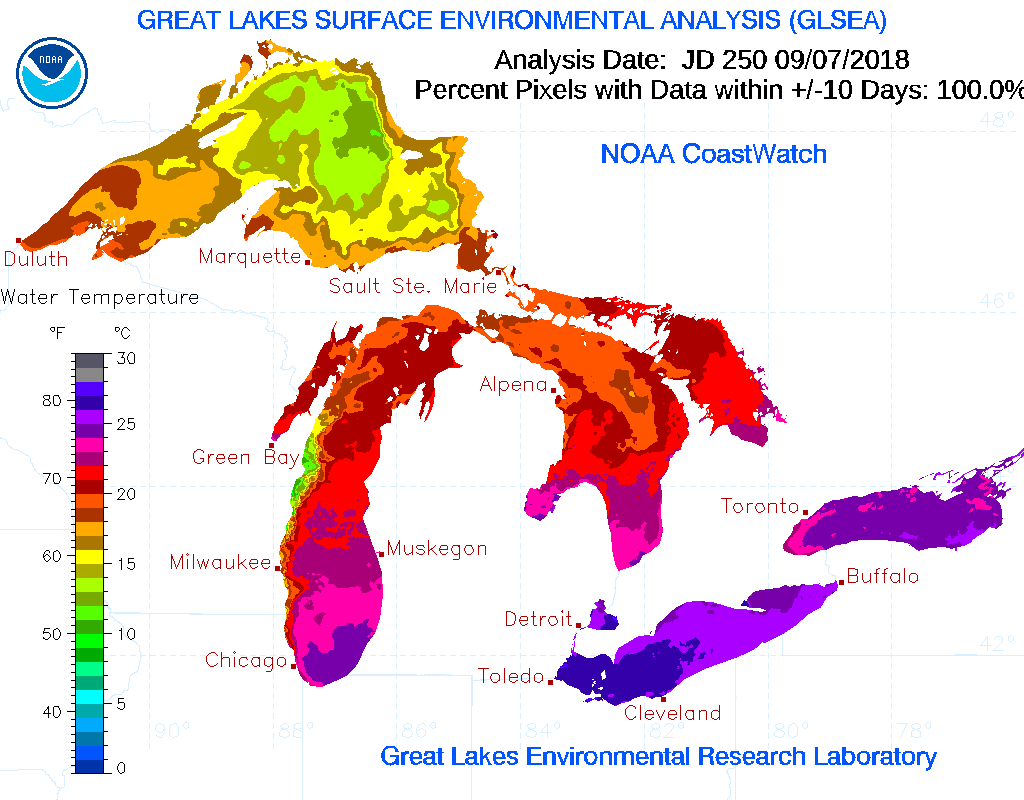 GREAT LAKES SURFACE ENVIRONMENTAL ANALYSIS (GLSEA)
NOAA
Analysis Date: JD 250 09/07/2018
Percent Pixels with Data within +/-10 Days: 100.0%
48°
NOAA CoastWatch
Duluth
Marquette
Sault Ste. Marie
Water Temperature
46°
°F °C
30
Alpena
80
25
Green Bay
70
20
Toronto
Muskegon
60
15
Milwaukee
Buffalo
Detroit
50
10
42°
Chicago
Toledo
40
5
Cleveland
90° 88° 86° 84° 82° 80° 78°
0
Great Lakes Environmental Research Laboratory